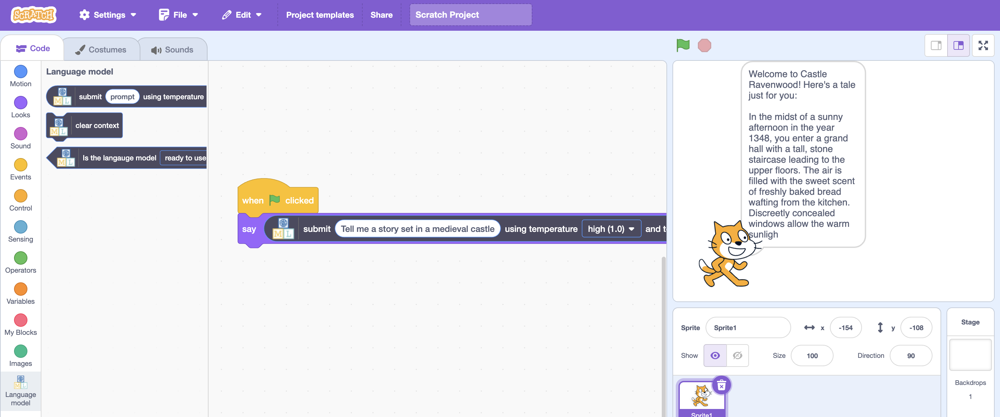 SCRATCH Settings File Edit Project templates Share Scratch Project
Code Costumes Sounds
Motion
Looks
Sound
Events
Control
Sensing
Operators
Variables
My Blocks
Images
Language
model
Language model
submit prompt using temperature
clear context
Is the langauge model ready to use
when clicked
say submit Tell me a story set in a medieval castle using temperature high (1.0) and t
Welcome to Castle
Ravenwood! Here's a tale
just for you:
In the midst of a sunny
afternoon in the year
1348, you enter a grand
hall with a tall, stone
staircase leading to the
upper floors. The air is
filled with the sweet scent
of freshly baked bread
wafting from the kitchen.
Discreetly concealed
windows allow the warm
sunligh
Sprite Sprite1 x -154 y -108
Show Size 100 Direction 90
Sprite1
Stage
Backdrops
1